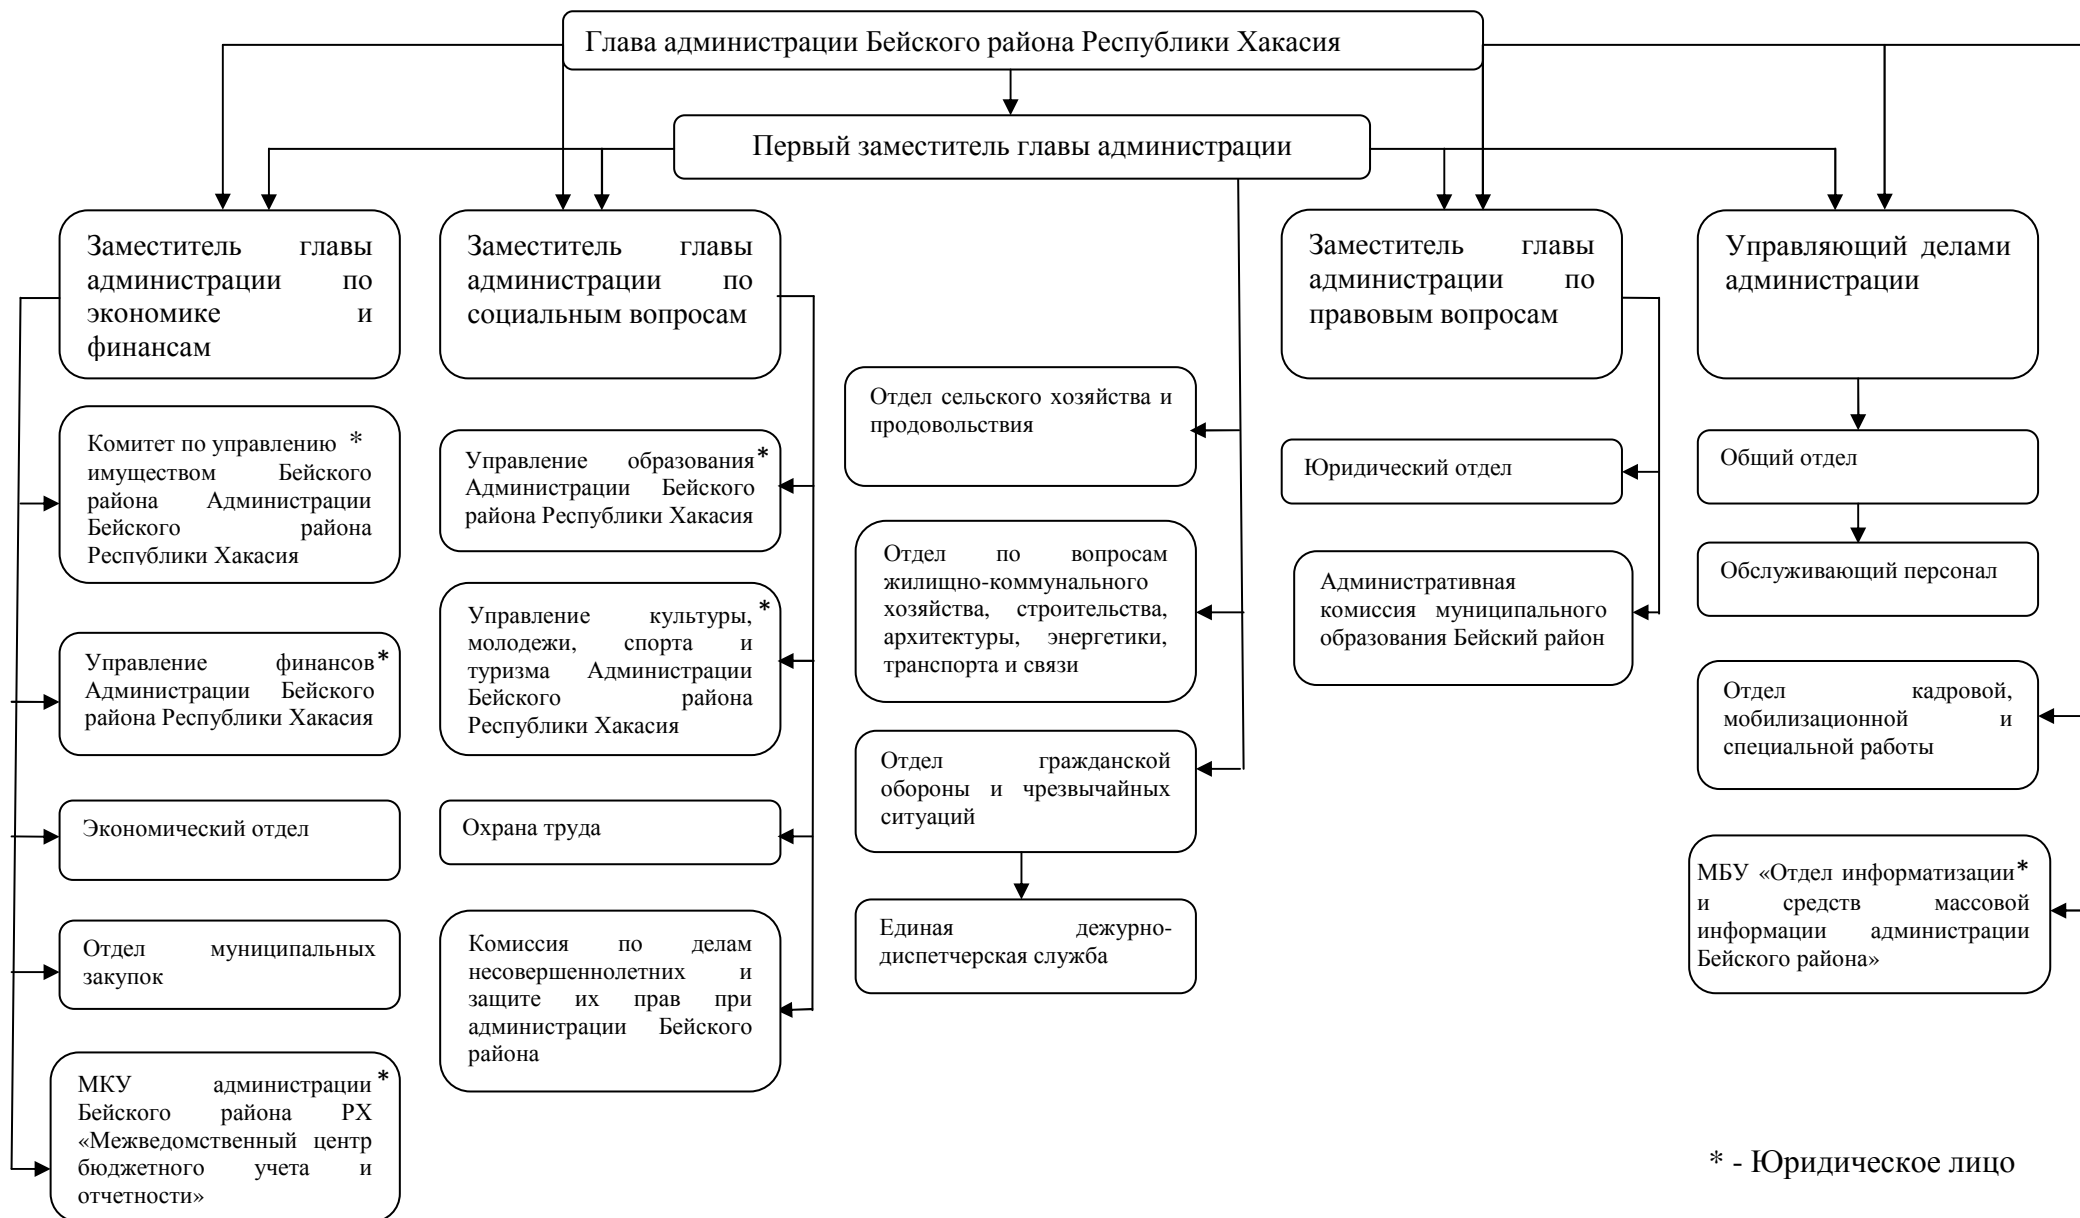 Глава администрации Бейского района Республики Хакасия
Первый заместитель главы администрации
Заместитель главы
администрации по
экономике и
финансам
Комитет по управлению *
имуществом Бейского
района Администрации
Бейского района
Республики Хакасия
Управление финансов*
Администрации Бейского
района Республики Хакасия
Экономический отдел
Отдел муниципальных
закупок
МКУ администрации*
Бейского района РХ
«Межведомственный центр
бюджетного учета и
отчетности»
Заместитель главы
администрации по
социальным вопросам
Управление образования*
Администрации Бейского
района Республики Хакасия
Управление культуры,*
молодежи, спорта и
туризма Администрации
Бейского района
Республики Хакасия
Охрана труда
Комиссия по делам
несовершеннолетних и
защите их прав при
администрации Бейского
района
Отдел сельского хозяйства и
продовольствия
Отдел по вопросам
жилищно-коммунального
хозяйства, строительства,
архитектуры, энергетики,
транспорта и связи
Отдел гражданской
обороны и чрезвычайных
ситуаций
Единая дежурно-
диспетчерская служба
Заместитель главы
администрации по
правовым вопросам
Юридический отдел
Административная
комиссия муниципального
образования Бейский район
Управляющий делами
администрации
Общий отдел
Обслуживающий персонал
Отдел кадровой,
мобилизационной и
специальной работы
МБУ «Отдел информатизации*
и средств массовой
информации администрации
Бейского района»
* - Юридическое лицо